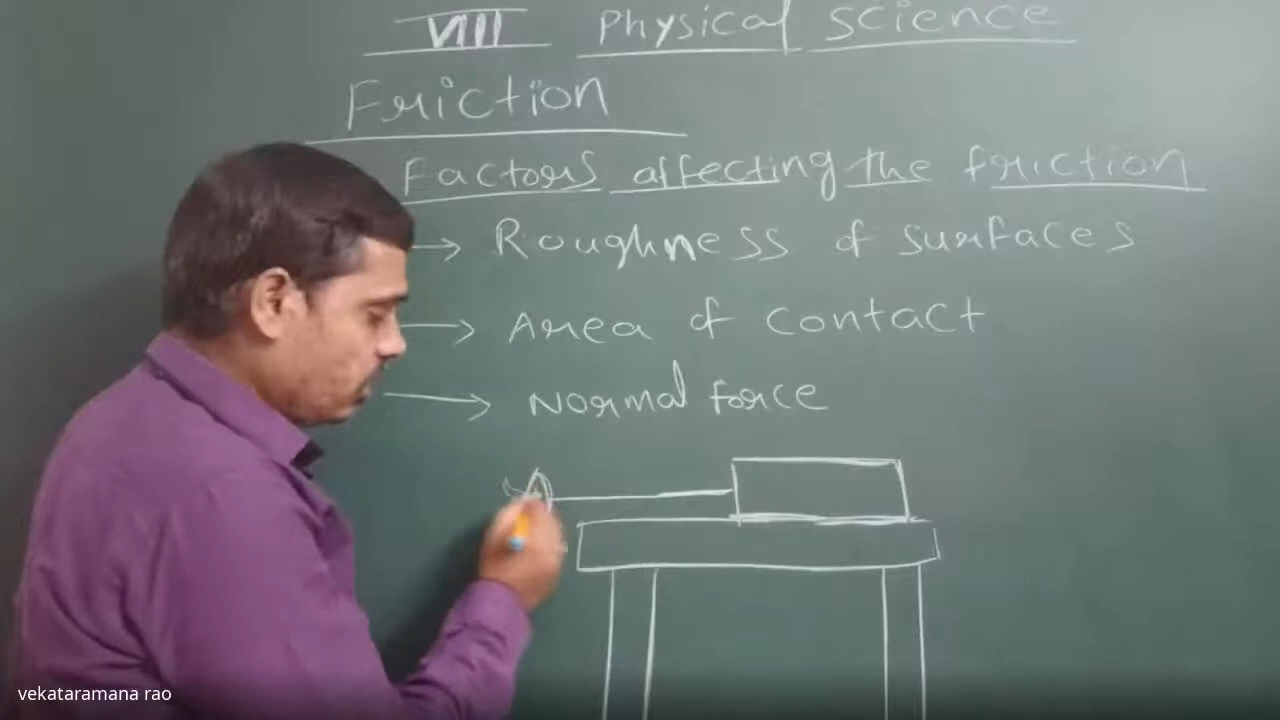 VIII Physical science
Friction
Factors affecting the friction
→ Roughness of surfaces
→ Area of contact
→ Normal force
vekataramana rao